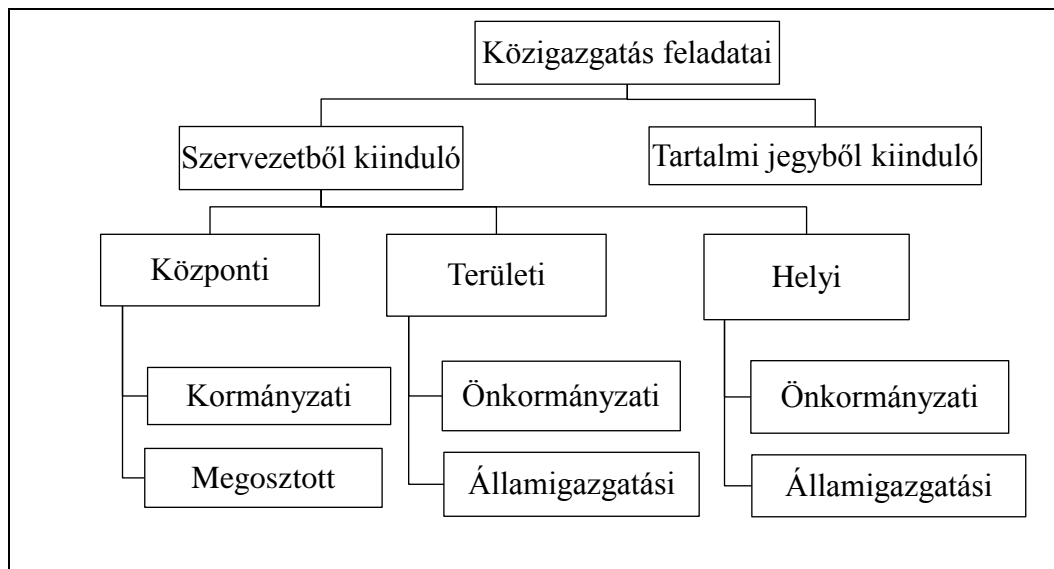 Közigazgatás feladatai
Szervezetből kiinduló
Tartalmi jegyből kiinduló
Központi
Területi
Helyi
Kormányzati
Önkormányzati
Önkormányzati
Megosztott
Államigazgatási
Államigazgatási